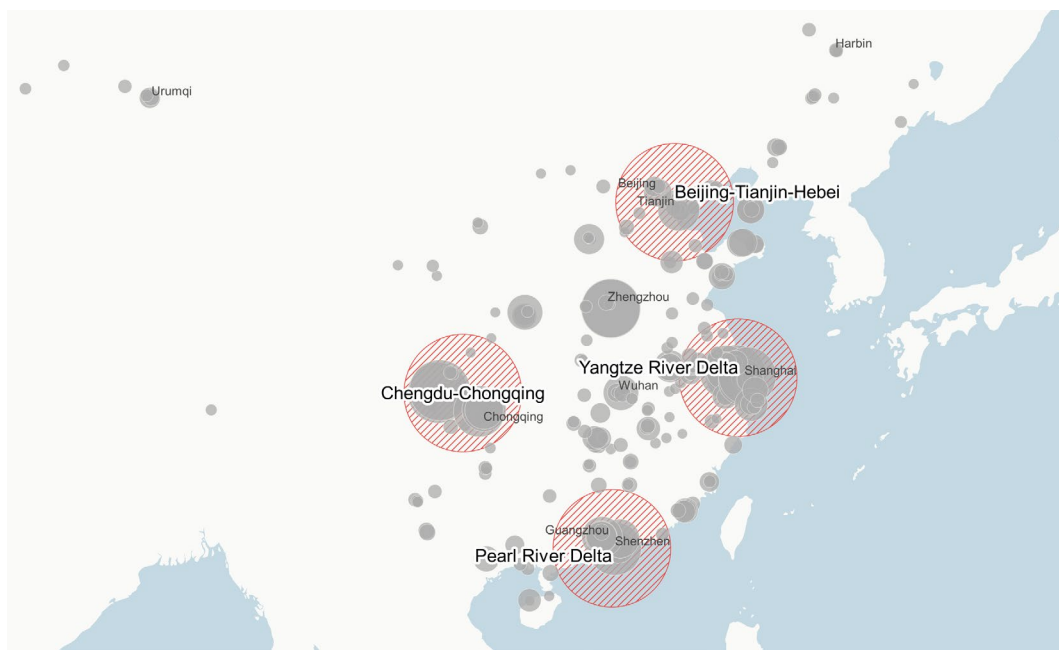 Harbin
Urumqi
Beijing
Beijing-Tianjin-Hebei
Tianjin
Zhengzhou
Yangtze River Delta
Shanghai
Wuhan
Chengdu-Chongqing
Chongqing
Guangzhou
Shenzhen
Pearl River Delta